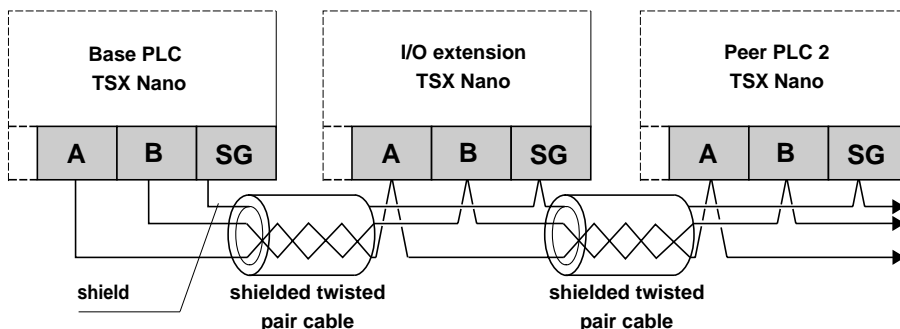 Base PLC
TSX Nano
I/O extension
TSX Nano
Peer PLC 2
TSX Nano
A B SG
A B SG
A B SG
shield
shielded twisted
pair cable
shielded twisted
pair cable